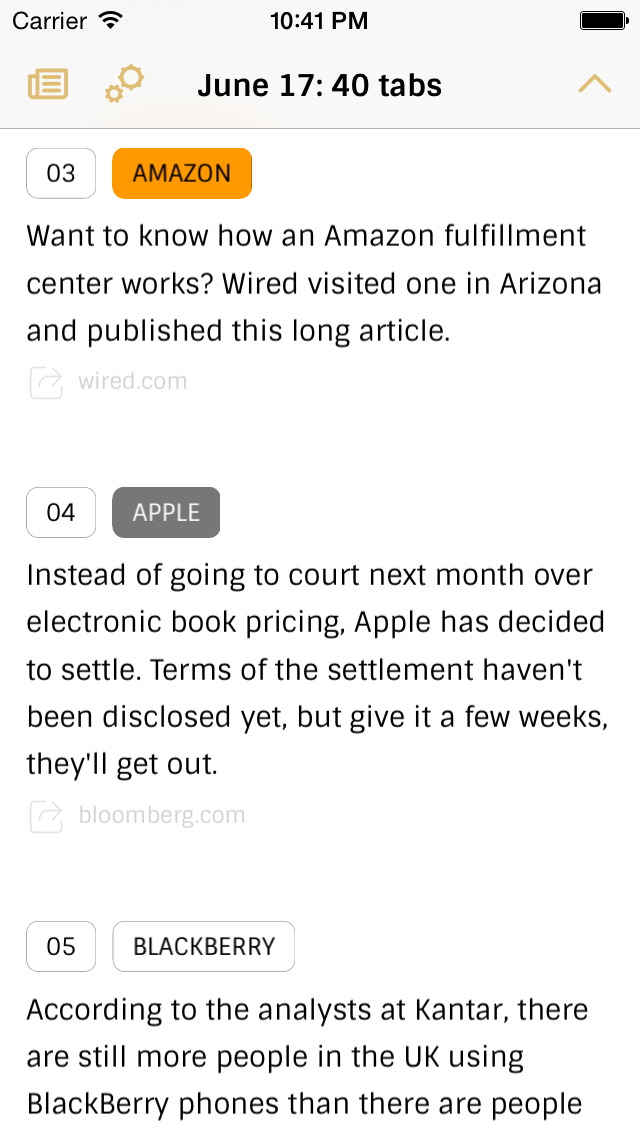 Carrier 10:41 PM
June 17: 40 tabs
03 AMAZON
Want to know how an Amazon fulfillment
center works? Wired visited one in Arizona
and published this long article.
wired.com
04 APPLE
Instead of going to court next month over
electronic book pricing, Apple has decided
to settle. Terms of the settlement haven't
been disclosed yet, but give it a few weeks,
they'll get out.
bloomberg.com
05 BLACKBERRY
According to the analysts at Kantar, there
are still more people in the UK using
BlackBerry phones than there are people